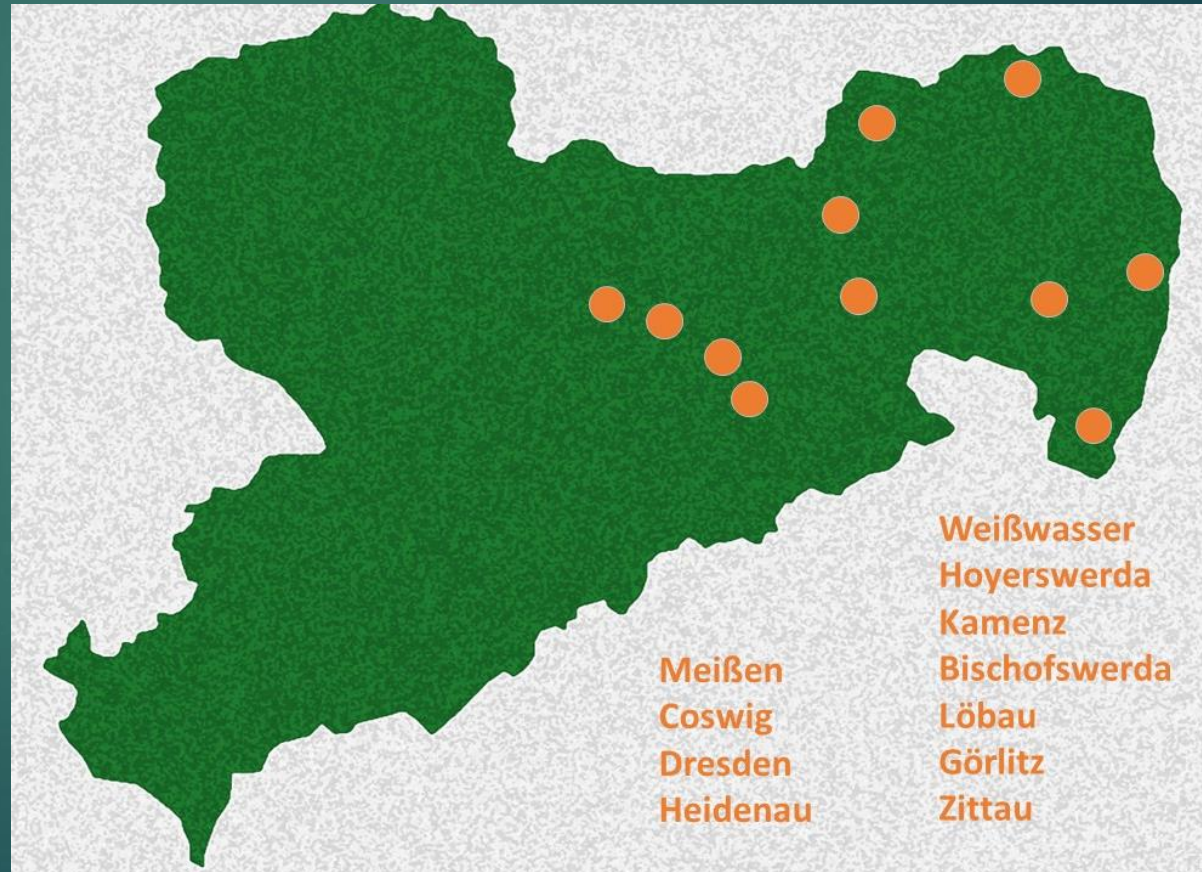 Meißen
Coswig
Dresden
Heidenau
Weißwasser
Hoyerswerda
Kamenz
Bischofswerda
Löbau
Görlitz
Zittau